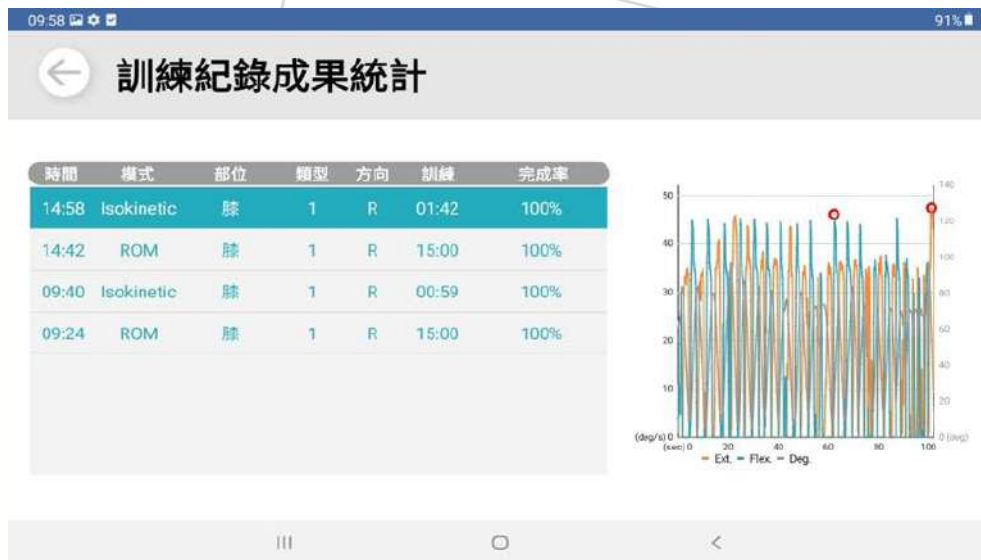 09:58
91%
訓練紀錄成果統計
時間 模式 部位 類型 方向 訓練 完成率
14:58 Isokinetic 膝 1 R 01:42 100%
14:42 ROM 膝 1 R 15:00 100%
09:40 Isokinetic 膝 1 R 00:59 100%
09:24 ROM 膝 1 R 15:00 100%
50
40
30
20
10
(deg/s) 0
140
120
100
80
60
40
20
0 (deg)
(sec) 0 20 40 60 80 100
Ext. Flex. Deg.